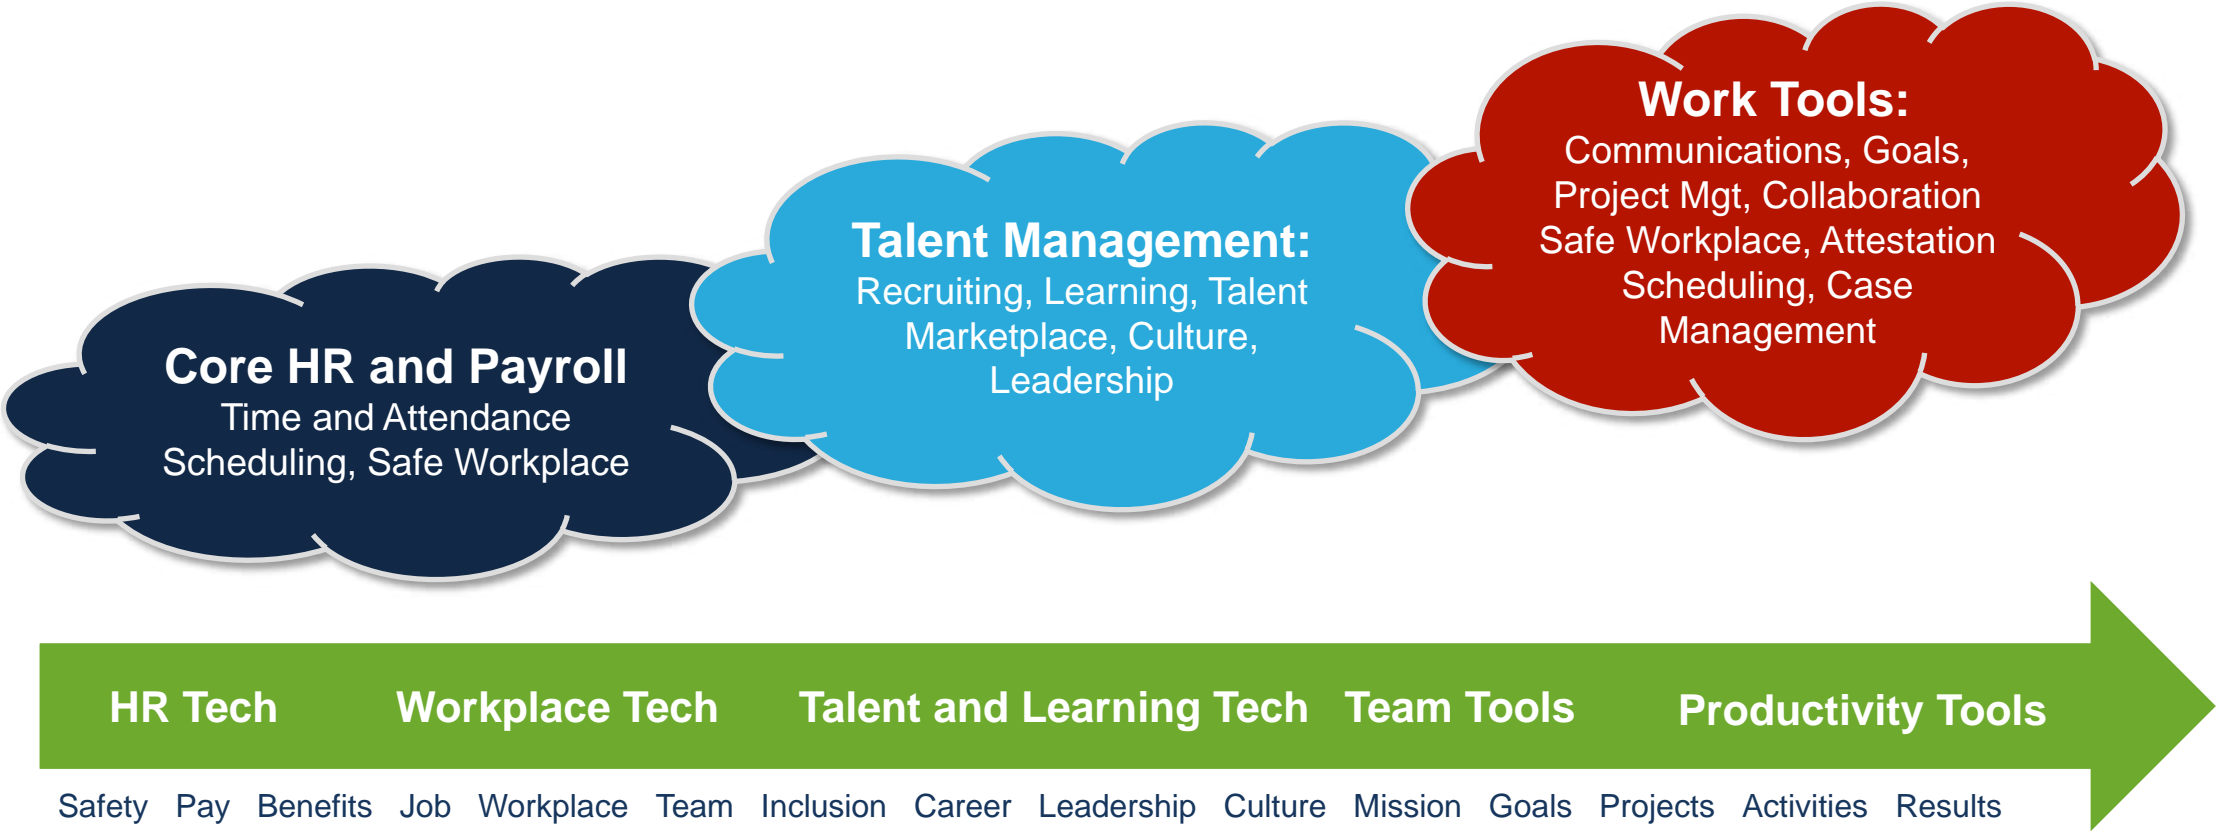 Core HR and Payroll
Time and Attendance
Scheduling, Safe Workplace
Talent Management:
Recruiting, Learning, Talent
Marketplace, Culture,
Leadership
Work Tools:
Communications, Goals,
Project Mgt, Collaboration
Safe Workplace, Attestation
Scheduling, Case
Management
HR Tech Workplace Tech Talent and Learning Tech Team Tools Productivity Tools
Safety Pay Benefits Job Workplace Team Inclusion Career Leadership Culture Mission Goals Projects Activities Results